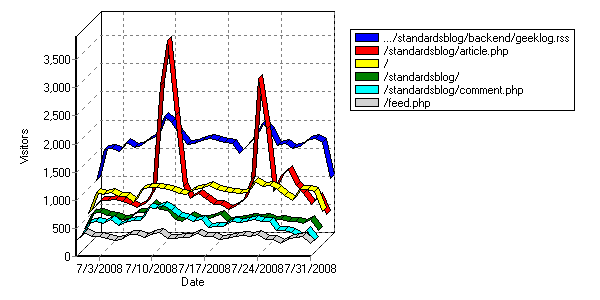 3,500
3,000
2,500
2,000
1,500
1,000
500
0
Visitors
7/3/2008 7/10/2008 7/17/2008 7/24/2008 7/31/2008
Date
.../standardsblog/backend/geeklog.rss
/standardsblog/article.php
/
/standardsblog/
/standardsblog/comment.php
/feed.php